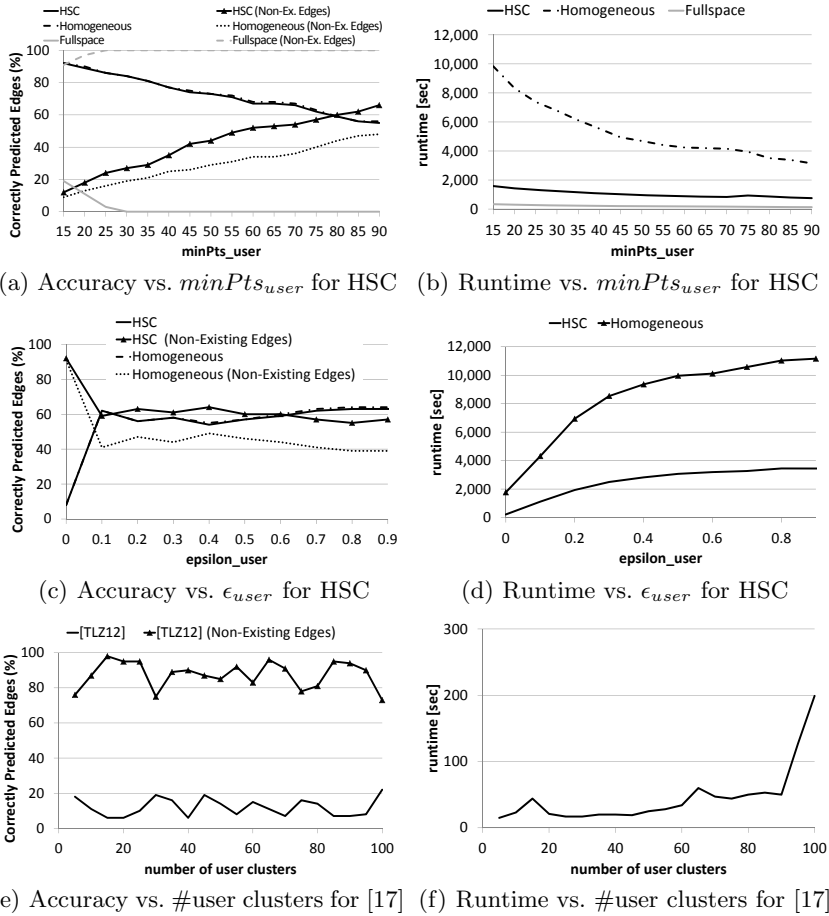 HSC
HSC (Non-Ex. Edges)
Homogeneous
Homogeneous (Non-Ex. Edges)
Fullspace
Fullspace (Non-Ex. Edges)
Correctly Predicted Edges (%)
100
80
60
40
20
0
15 20 25 30 35 40 45 50 55 60 65 70 75 80 85 90
minPts_user
(a) Accuracy vs. minPts_user for HSC
HSC
Homogeneous
Fullspace
runtime [sec]
12,000
10,000
8,000
6,000
4,000
2,000
0
15 20 25 30 35 40 45 50 55 60 65 70 75 80 85 90
minPts_user
(b) Runtime vs. minPts_user for HSC
HSC
HSC (Non-Existing Edges)
Homogeneous
Homogeneous (Non-Existing Edges)
Correctly Predicted Edges (%)
100
80
60
40
20
0
0 0.1 0.2 0.3 0.4 0.5 0.6 0.7 0.8 0.9
epsilon_user
(c) Accuracy vs. ϵ_user for HSC
HSC
Homogeneous
runtime [sec]
12,000
10,000
8,000
6,000
4,000
2,000
0
0 0.2 0.4 0.6 0.8
epsilon_user
(d) Runtime vs. ϵ_user for HSC
[TLZ12]
[TLZ12] (Non-Existing Edges)
Correctly Predicted Edges (%)
100
80
60
40
20
0
0 20 40 60 80 100
number of user clusters
e) Accuracy vs. #user clusters for [17]
runtime [sec]
300
200
100
0
0 20 40 60 80 100
number of user clusters
(f) Runtime vs. #user clusters for [17]